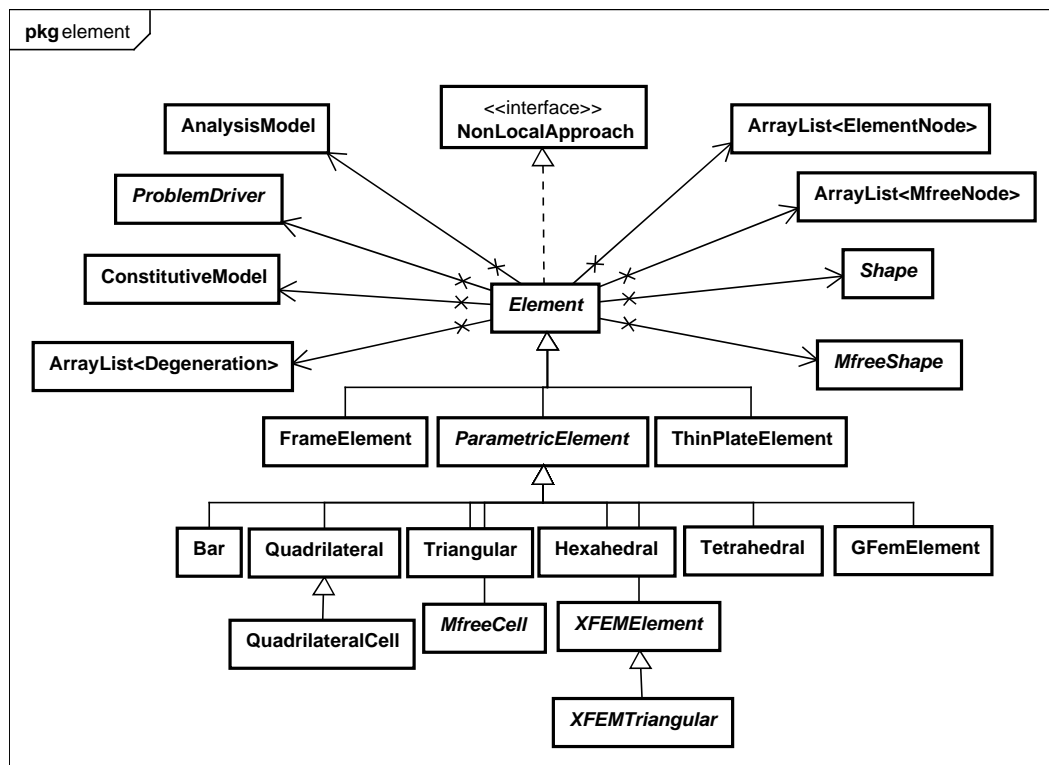 pkg element
<<interface>>
NonLocalApproach
AnalysisModel
ArrayList<ElementNode>
ProblemDriver
ArrayList<MfreeNode>
ConstitutiveModel
Shape
Element
ArrayList<Degeneration>
MfreeShape
FrameElement
ParametricElement
ThinPlateElement
Bar
Quadrilateral
Triangular
Hexahedral
Tetrahedral
GFemElement
QuadrilateralCell
MfreeCell
XFEMElement
XFEMTriangular